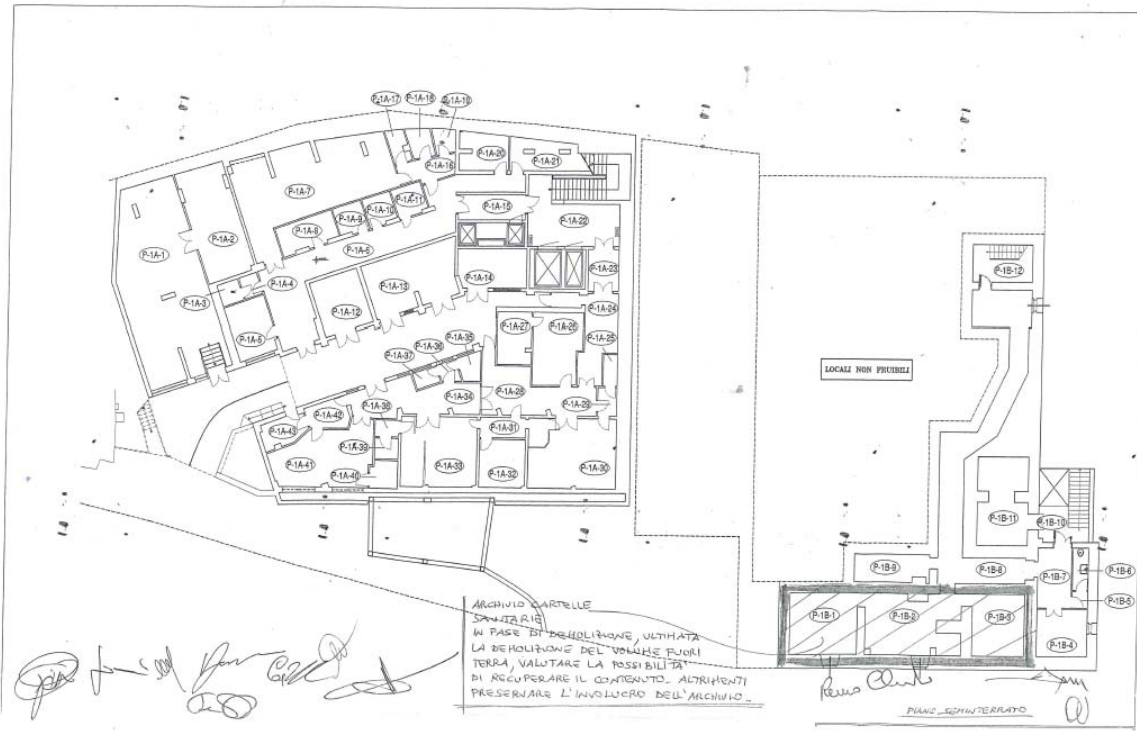 P-1A-17
P-1A-18
P-1A-19
P-1A-20
P-1A-21
P-1A-16
P-1A-7
P-1A-11
P-1A-10
P-1A-9
P-1A-8
P-1A-15
P-1A-22
P-1A-2
P-1A-1
P-1A-6
P-1A-23
P-1B-12
P-1A-3
P-1A-4
P-1A-14
P-1A-13
P-1A-12
P-1A-24
P-1A-5
P-1A-27
P-1A-26
P-1A-25
P-1A-35
P-1A-36
P-1A-37
LOCALI NON FRUIBILI
P-1A-28
P-1A-34
P-1A-29
P-1A-38
P-1A-42
P-1A-43
P-1A-31
P-1A-39
P-1A-41
P-1A-40
P-1A-33
P-1A-32
P-1A-30
P-1B-11
P-1B-10
P-1B-9
P-1B-8
P-1B-7
P-1B-6
P-1B-5
P-1B-1
P-1B-2
P-1B-3
P-1B-4
ARCHIVIO CARTELLE
SANITARIE
IN FASE DI DEMOLIZIONE, ULTIMATA
LA DEMOLIZIONE DEL VOLUME FUORI
TERRA, VALUTARE LA POSSIBILITA'
DI RECUPERARE IL CONTENUTO. ALTRIMENTI
PRESERVARE L'INVOLUCRO DELL'ARCHIVIO.
PIANO SEMINTERRATO